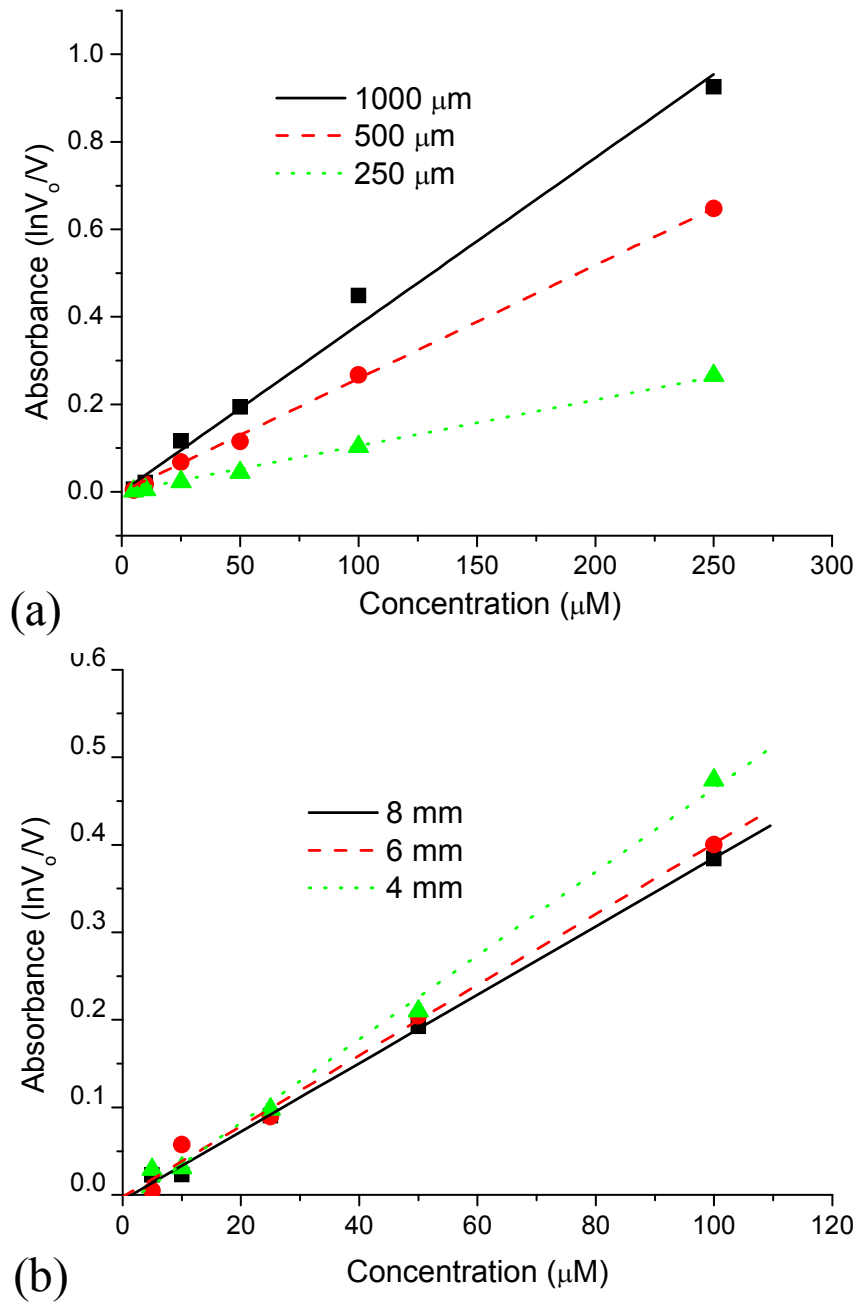 1.0
0.8
0.6
0.4
0.2
0.0
Absorbance (lnVo/V)
1000 μm
500 μm
250 μm
0 50 100 150 200 250 300
Concentration (μM)
(a)
0.6
0.5
0.4
0.3
0.2
0.1
0.0
Absorbance (lnVo/V)
8 mm
6 mm
4 mm
0 20 40 60 80 100 120
Concentration (μM)
(b)